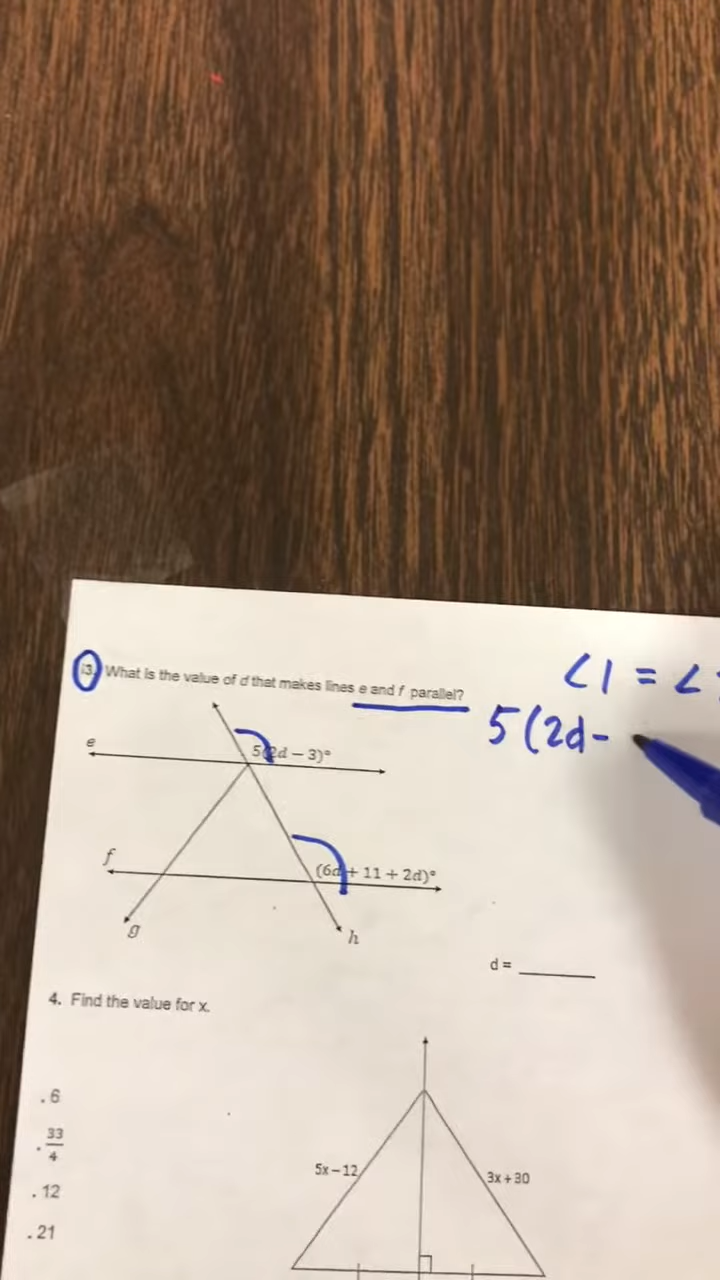 3. What is the value of d that makes lines e and f parallel?
∠1 = ∠
5(2d-
e
5(2d – 3)°
f
(6d + 11 + 2d)°
g
h
d = ______
4. Find the value for x.
. 6
. 33/4
. 12
. 21
5x – 12
3x + 30